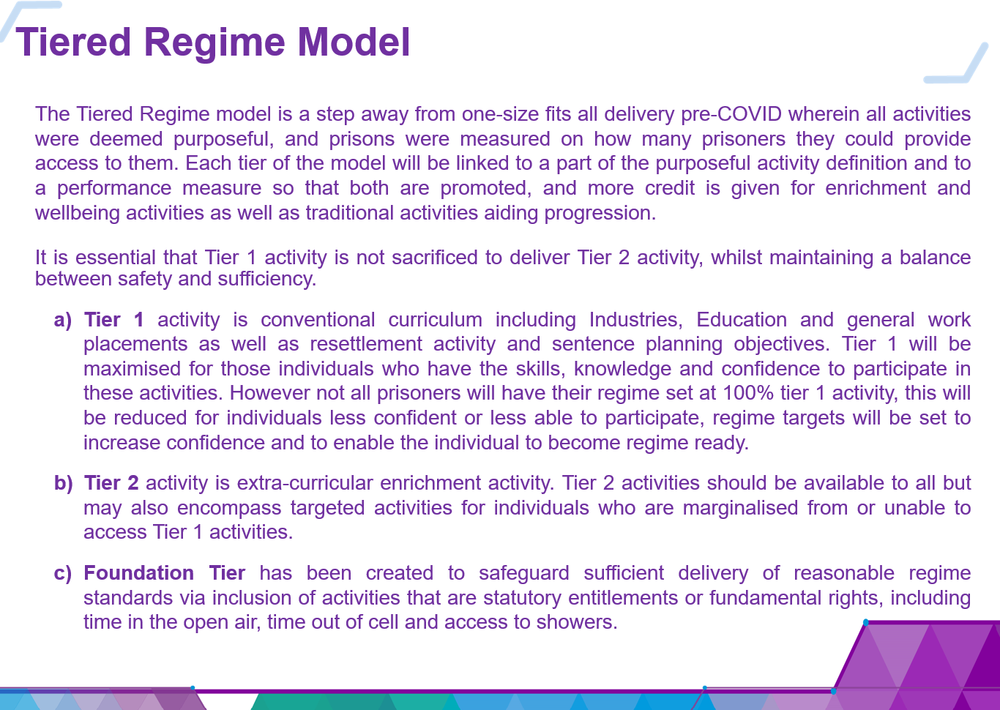 Tiered Regime Model
The Tiered Regime model is a step away from one-size fits all delivery pre-COVID wherein all activities
were deemed purposeful, and prisons were measured on how many prisoners they could provide
access to them. Each tier of the model will be linked to a part of the purposeful activity definition and to
a performance measure so that both are promoted, and more credit is given for enrichment and
wellbeing activities as well as traditional activities aiding progression.
It is essential that Tier 1 activity is not sacrificed to deliver Tier 2 activity, whilst maintaining a balance
between safety and sufficiency.
a) Tier 1 activity is conventional curriculum including Industries, Education and general work
placements as well as resettlement activity and sentence planning objectives. Tier 1 will be
maximised for those individuals who have the skills, knowledge and confidence to participate in
these activities. However not all prisoners will have their regime set at 100% tier 1 activity, this will
be reduced for individuals less confident or less able to participate, regime targets will be set to
increase confidence and to enable the individual to become regime ready.
b) Tier 2 activity is extra-curricular enrichment activity. Tier 2 activities should be available to all but
may also encompass targeted activities for individuals who are marginalised from or unable to
access Tier 1 activities.
c) Foundation Tier has been created to safeguard sufficient delivery of reasonable regime
standards via inclusion of activities that are statutory entitlements or fundamental rights, including
time in the open air, time out of cell and access to showers.